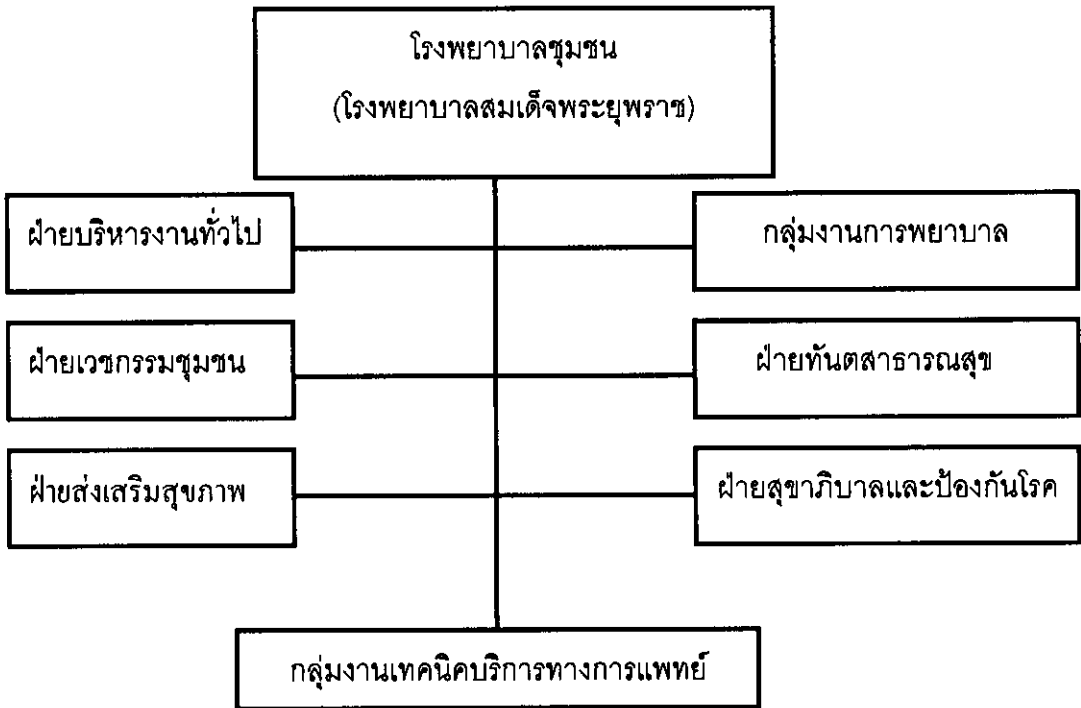 โรงพยาบาลชุมชน
(โรงพยาบาลสมเด็จพระยุพราช)
ฝ่ายบริหารงานทั่วไป
กลุ่มงานการพยาบาล
ฝ่ายเวชกรรมชุมชน
ฝ่ายทันตสาธารณสุข
ฝ่ายส่งเสริมสุขภาพ
ฝ่ายสุขาภิบาลและป้องกันโรค
กลุ่มงานเทคนิคบริการทางการแพทย์